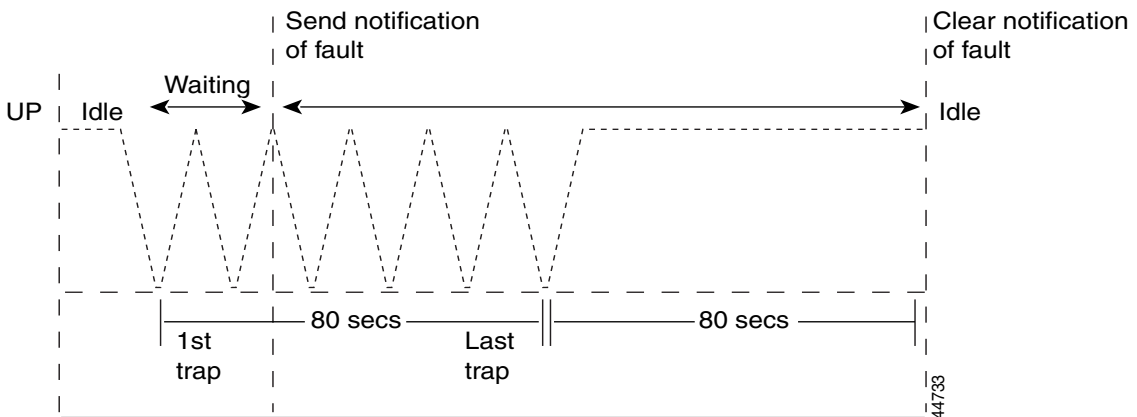 Send notification
of fault
Clear notification
of fault
Waiting
UP
Idle
Idle
80 secs
80 secs
1st
trap
Last
trap
44733